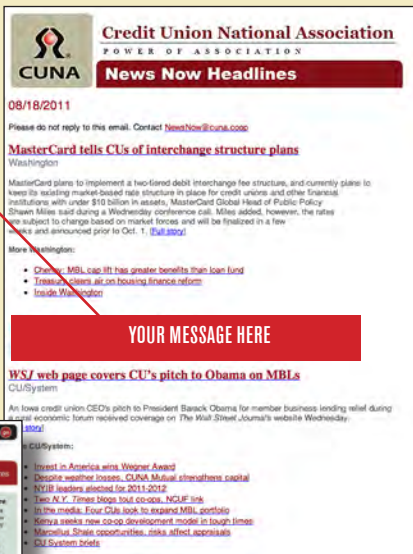 CUNA
Credit Union National Association
POWER OF ASSOCIATION
News Now Headlines
08/18/2011
Please do not reply to this email. Contact NewsNow@cuna.coop
MasterCard tells CUs of interchange structure plans
Washington
MasterCard plans to implement a two-tiered debit interchange fee structure, and currently plans to
keep its existing market-based rate structure in place for credit unions and other financial
institutions with under $10 billion in assets, MasterCard Global Head of Public Policy
Shawn Miles said during a Wednesday conference call. Miles added, however, the rates
are subject to change based on market forces and will be finalized in a few
weeks and announced prior to Oct. 1. [Full story]
More Washington:
Cheney: MBL cap lift has greater benefits than loan fund
Treasury clears air on housing finance reform
Inside Washington
YOUR MESSAGE HERE
WSJ web page covers CU's pitch to Obama on MBLs
CU/System
An Iowa credit union CEO's pitch to President Barack Obama for member business lending relief during
a rural economic forum received coverage on The Wall Street Journal's website Wednesday.
story]
CU/System:
Invest in America wins Wegner Award
Despite weather losses, CUNA Mutual strengthens capital
NYIB leaders elected for 2011-2012
Two N.Y. Times blogs tout co-ops, NCUF link
In the media: Four CUs look to expand MBL portfolio
Kenya seeks new co-op development model in tough times
Marcellus Shale opportunities, risks affect appraisals
CU System briefs